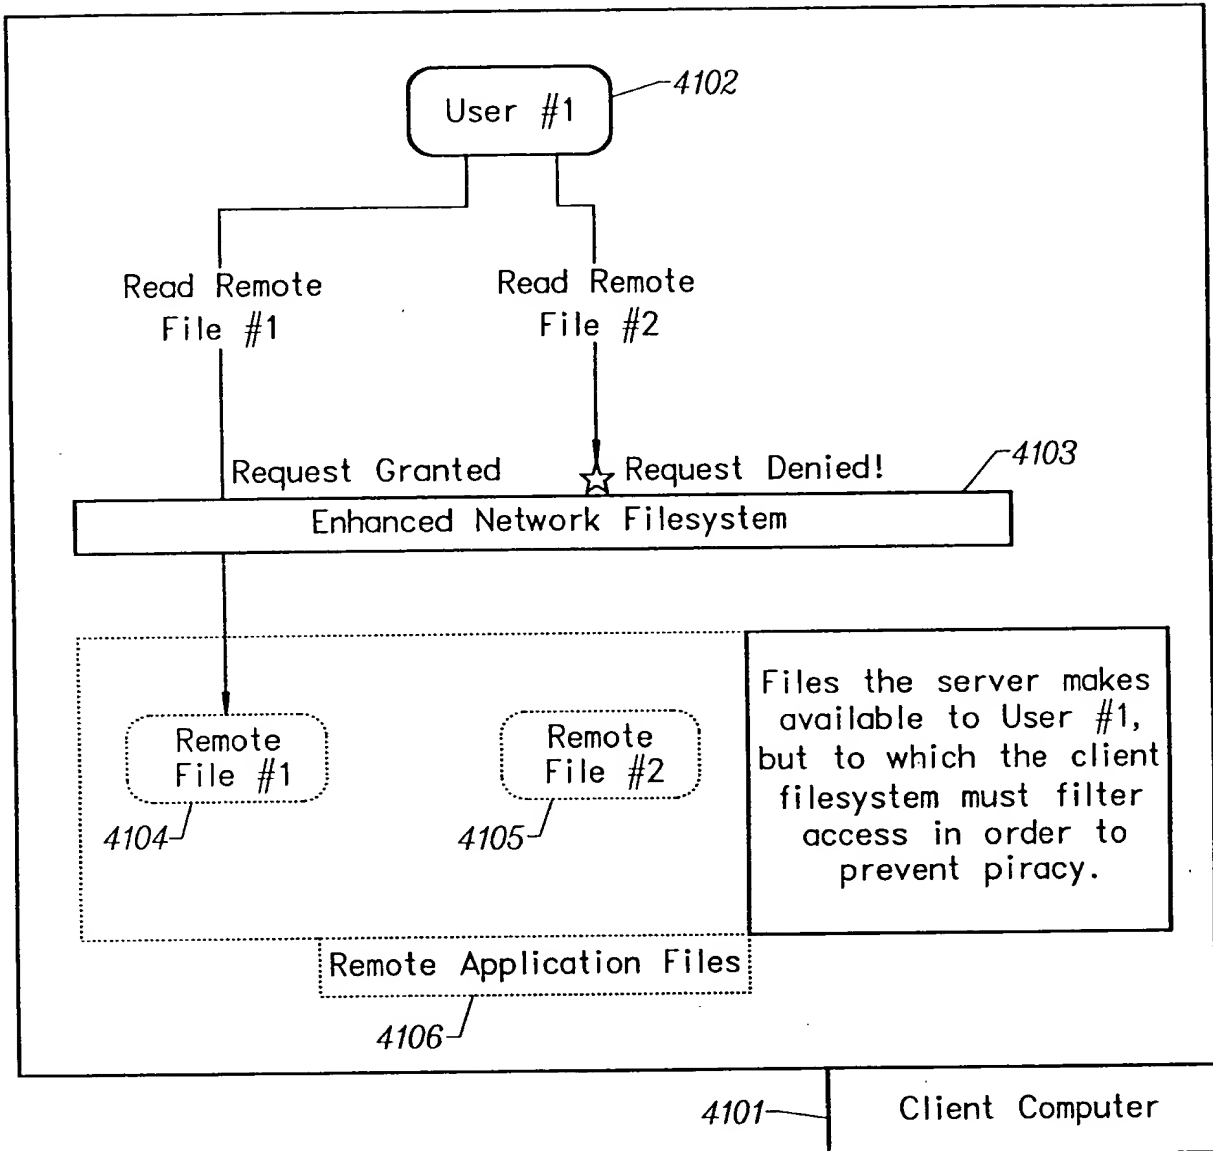 4102
User #1
Read Remote
File #1
Read Remote
File #2
4103
Request Granted
Request Denied!
Enhanced Network Filesystem
Remote
File #1
4104
Remote
File #2
4105
Files the server makes
available to User #1,
but to which the client
filesystem must filter
access in order to
prevent piracy.
Remote Application Files
4106
4101
Client Computer